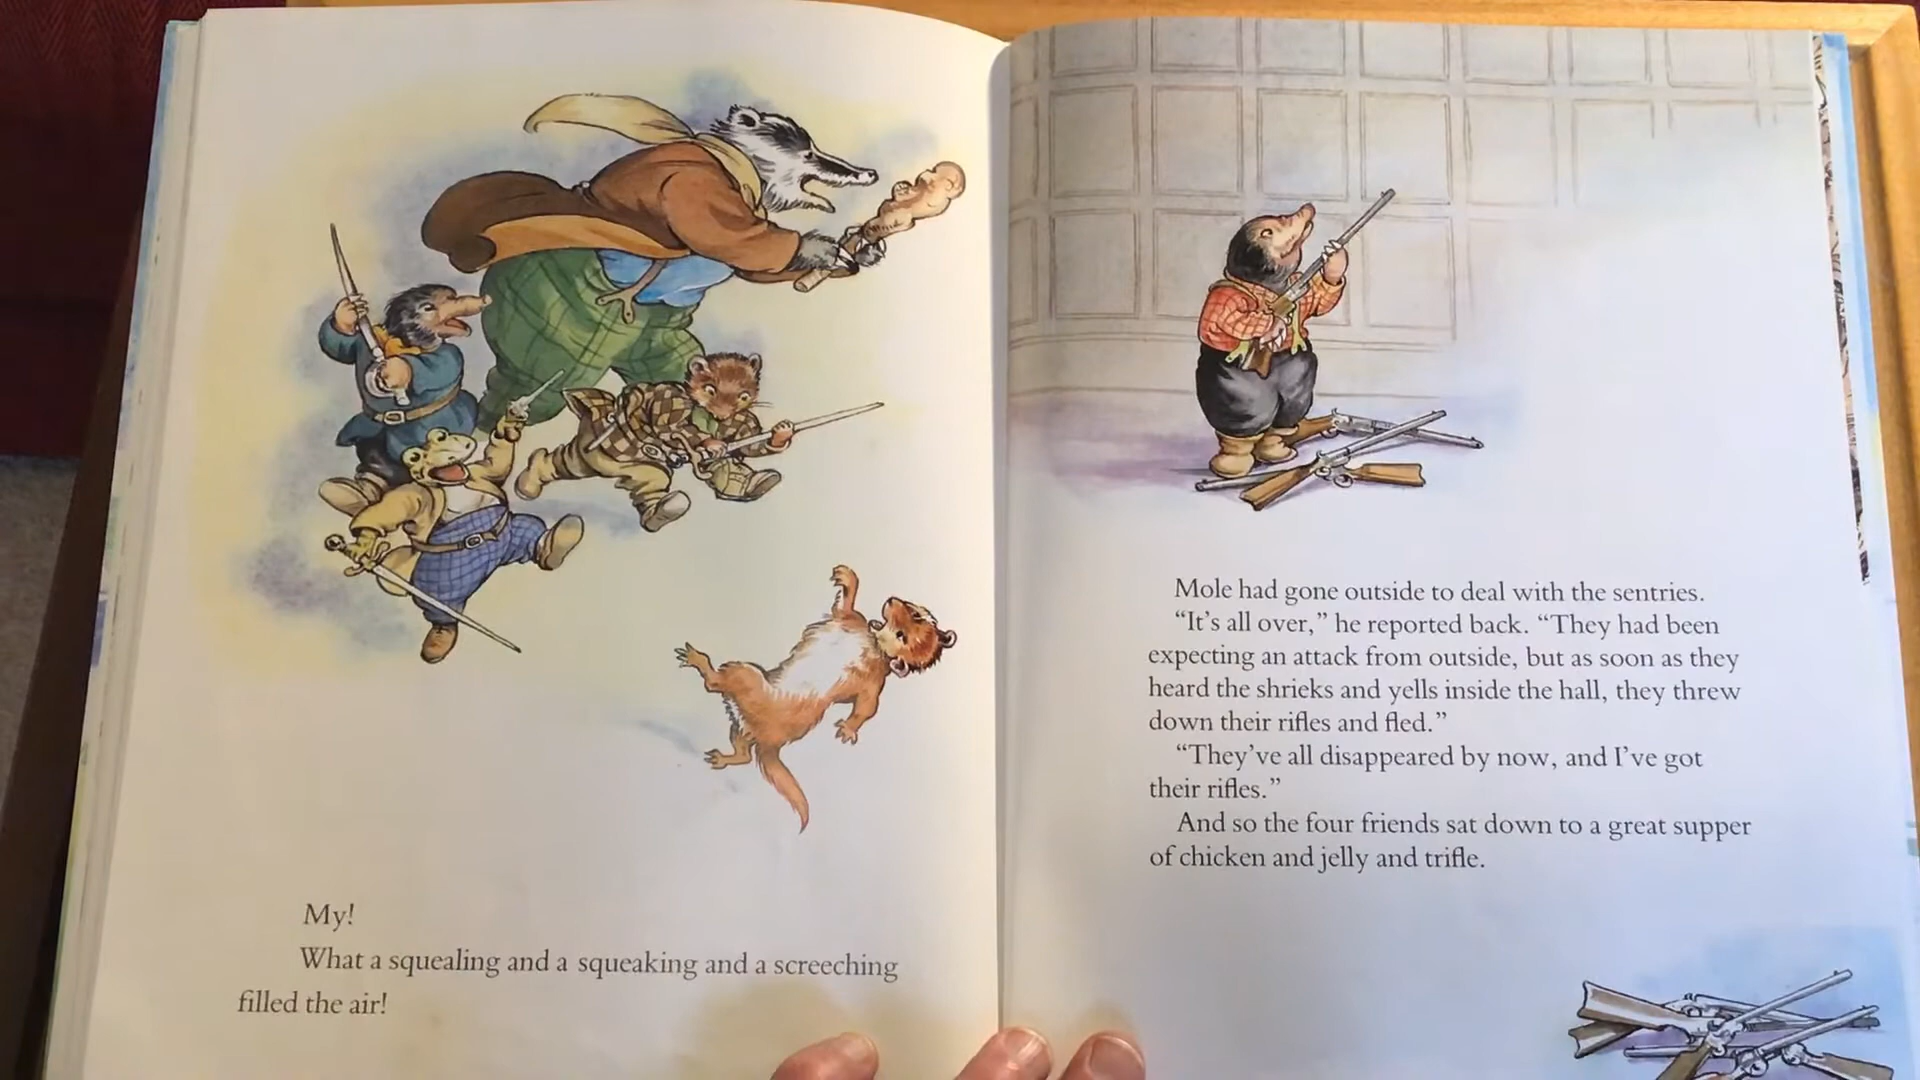 My!
What a squealing and a squeaking and a screeching
filled the air!
Mole had gone outside to deal with the sentries.
“It’s all over,” he reported back. “They had been
expecting an attack from outside, but as soon as they
heard the shrieks and yells inside the hall, they threw
down their rifles and fled.”
“They’ve all disappeared by now, and I’ve got
their rifles.”
And so the four friends sat down to a great supper
of chicken and jelly and trifle.